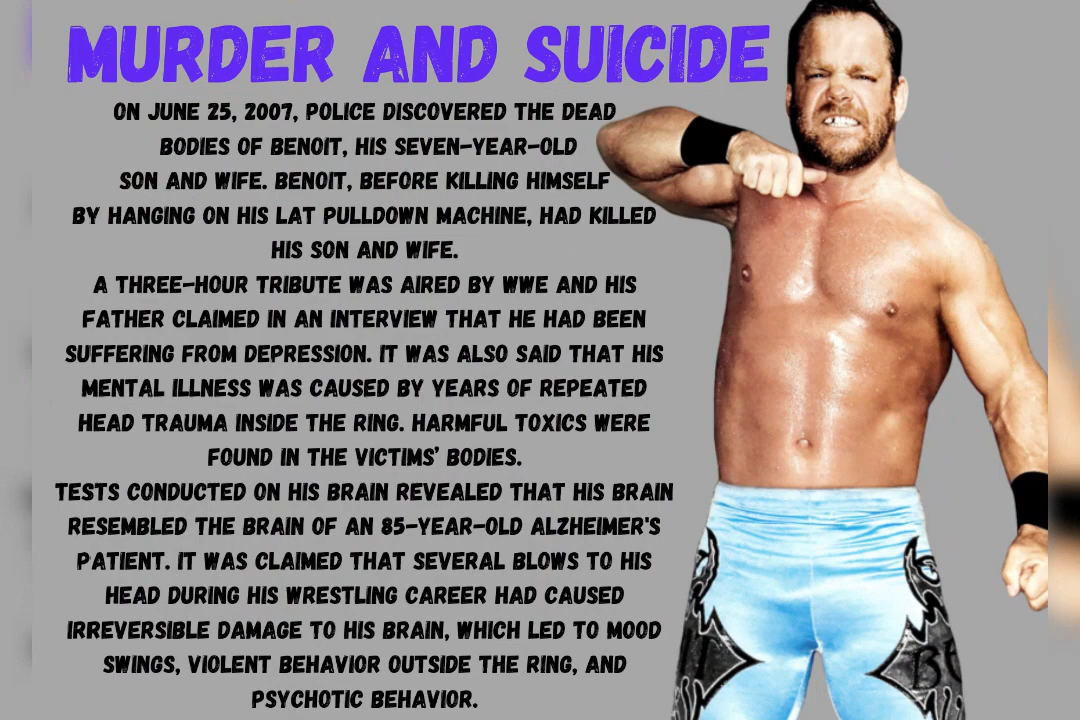 MURDER AND SUICIDE
ON JUNE 25, 2007, POLICE DISCOVERED THE DEAD
BODIES OF BENOIT, HIS SEVEN-YEAR-OLD
SON AND WIFE. BENOIT, BEFORE KILLING HIMSELF
BY HANGING ON HIS LAT PULLDOWN MACHINE, HAD KILLED
HIS SON AND WIFE.
A THREE-HOUR TRIBUTE WAS AIRED BY WWE AND HIS
FATHER CLAIMED IN AN INTERVIEW THAT HE HAD BEEN
SUFFERING FROM DEPRESSION. IT WAS ALSO SAID THAT HIS
MENTAL ILLNESS WAS CAUSED BY YEARS OF REPEATED
HEAD TRAUMA INSIDE THE RING. HARMFUL TOXICS WERE
FOUND IN THE VICTIMS' BODIES.
TESTS CONDUCTED ON HIS BRAIN REVEALED THAT HIS BRAIN
RESEMBLED THE BRAIN OF AN 85-YEAR-OLD ALZHEIMER'S
PATIENT. IT WAS CLAIMED THAT SEVERAL BLOWS TO HIS
HEAD DURING HIS WRESTLING CAREER HAD CAUSED
IRREVERSIBLE DAMAGE TO HIS BRAIN, WHICH LED TO MOOD
SWINGS, VIOLENT BEHAVIOR OUTSIDE THE RING, AND
PSYCHOTIC BEHAVIOR.